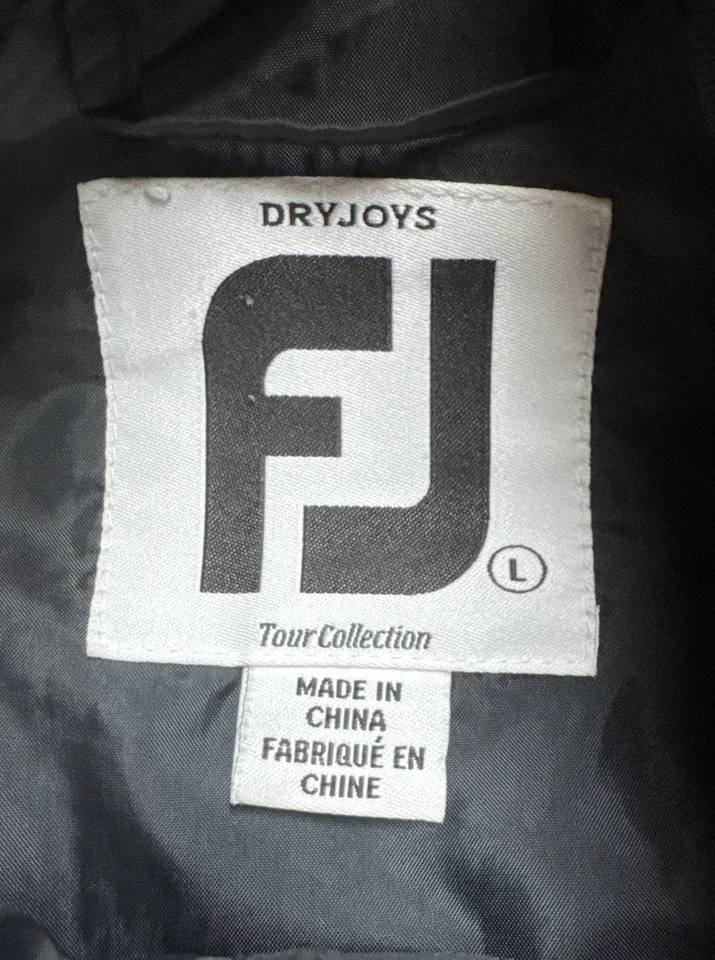 DRYJOYS
FJ
L
Tour Collection
MADE IN
CHINA
FABRIQUÉ EN
CHINE